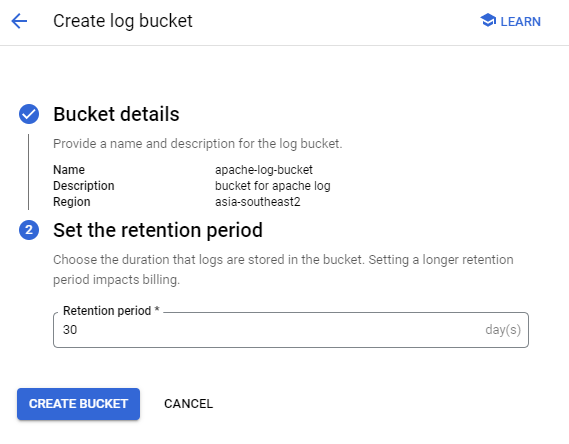 Create log bucket
LEARN
Bucket details
Provide a name and description for the log bucket.
Name apache-log-bucket
Description bucket for apache log
Region asia-southeast2
2 Set the retention period
Choose the duration that logs are stored in the bucket. Setting a longer retention
period impacts billing.
Retention period *
30 day(s)
CREATE BUCKET CANCEL